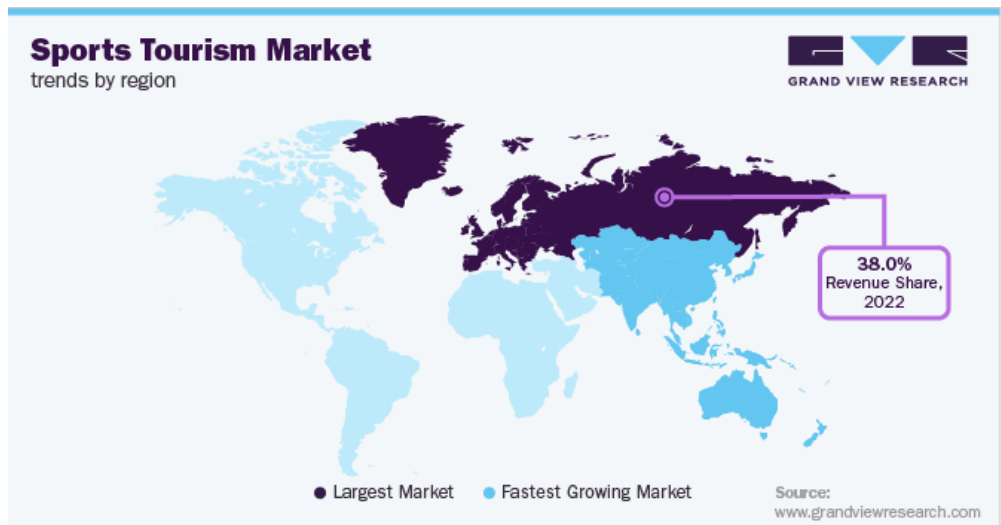 Sports Tourism Market
trends by region
GRAND VIEW RESEARCH
38.0%
Revenue Share,
2022
Largest Market
Fastest Growing Market
Source:
www.grandviewresearch.com